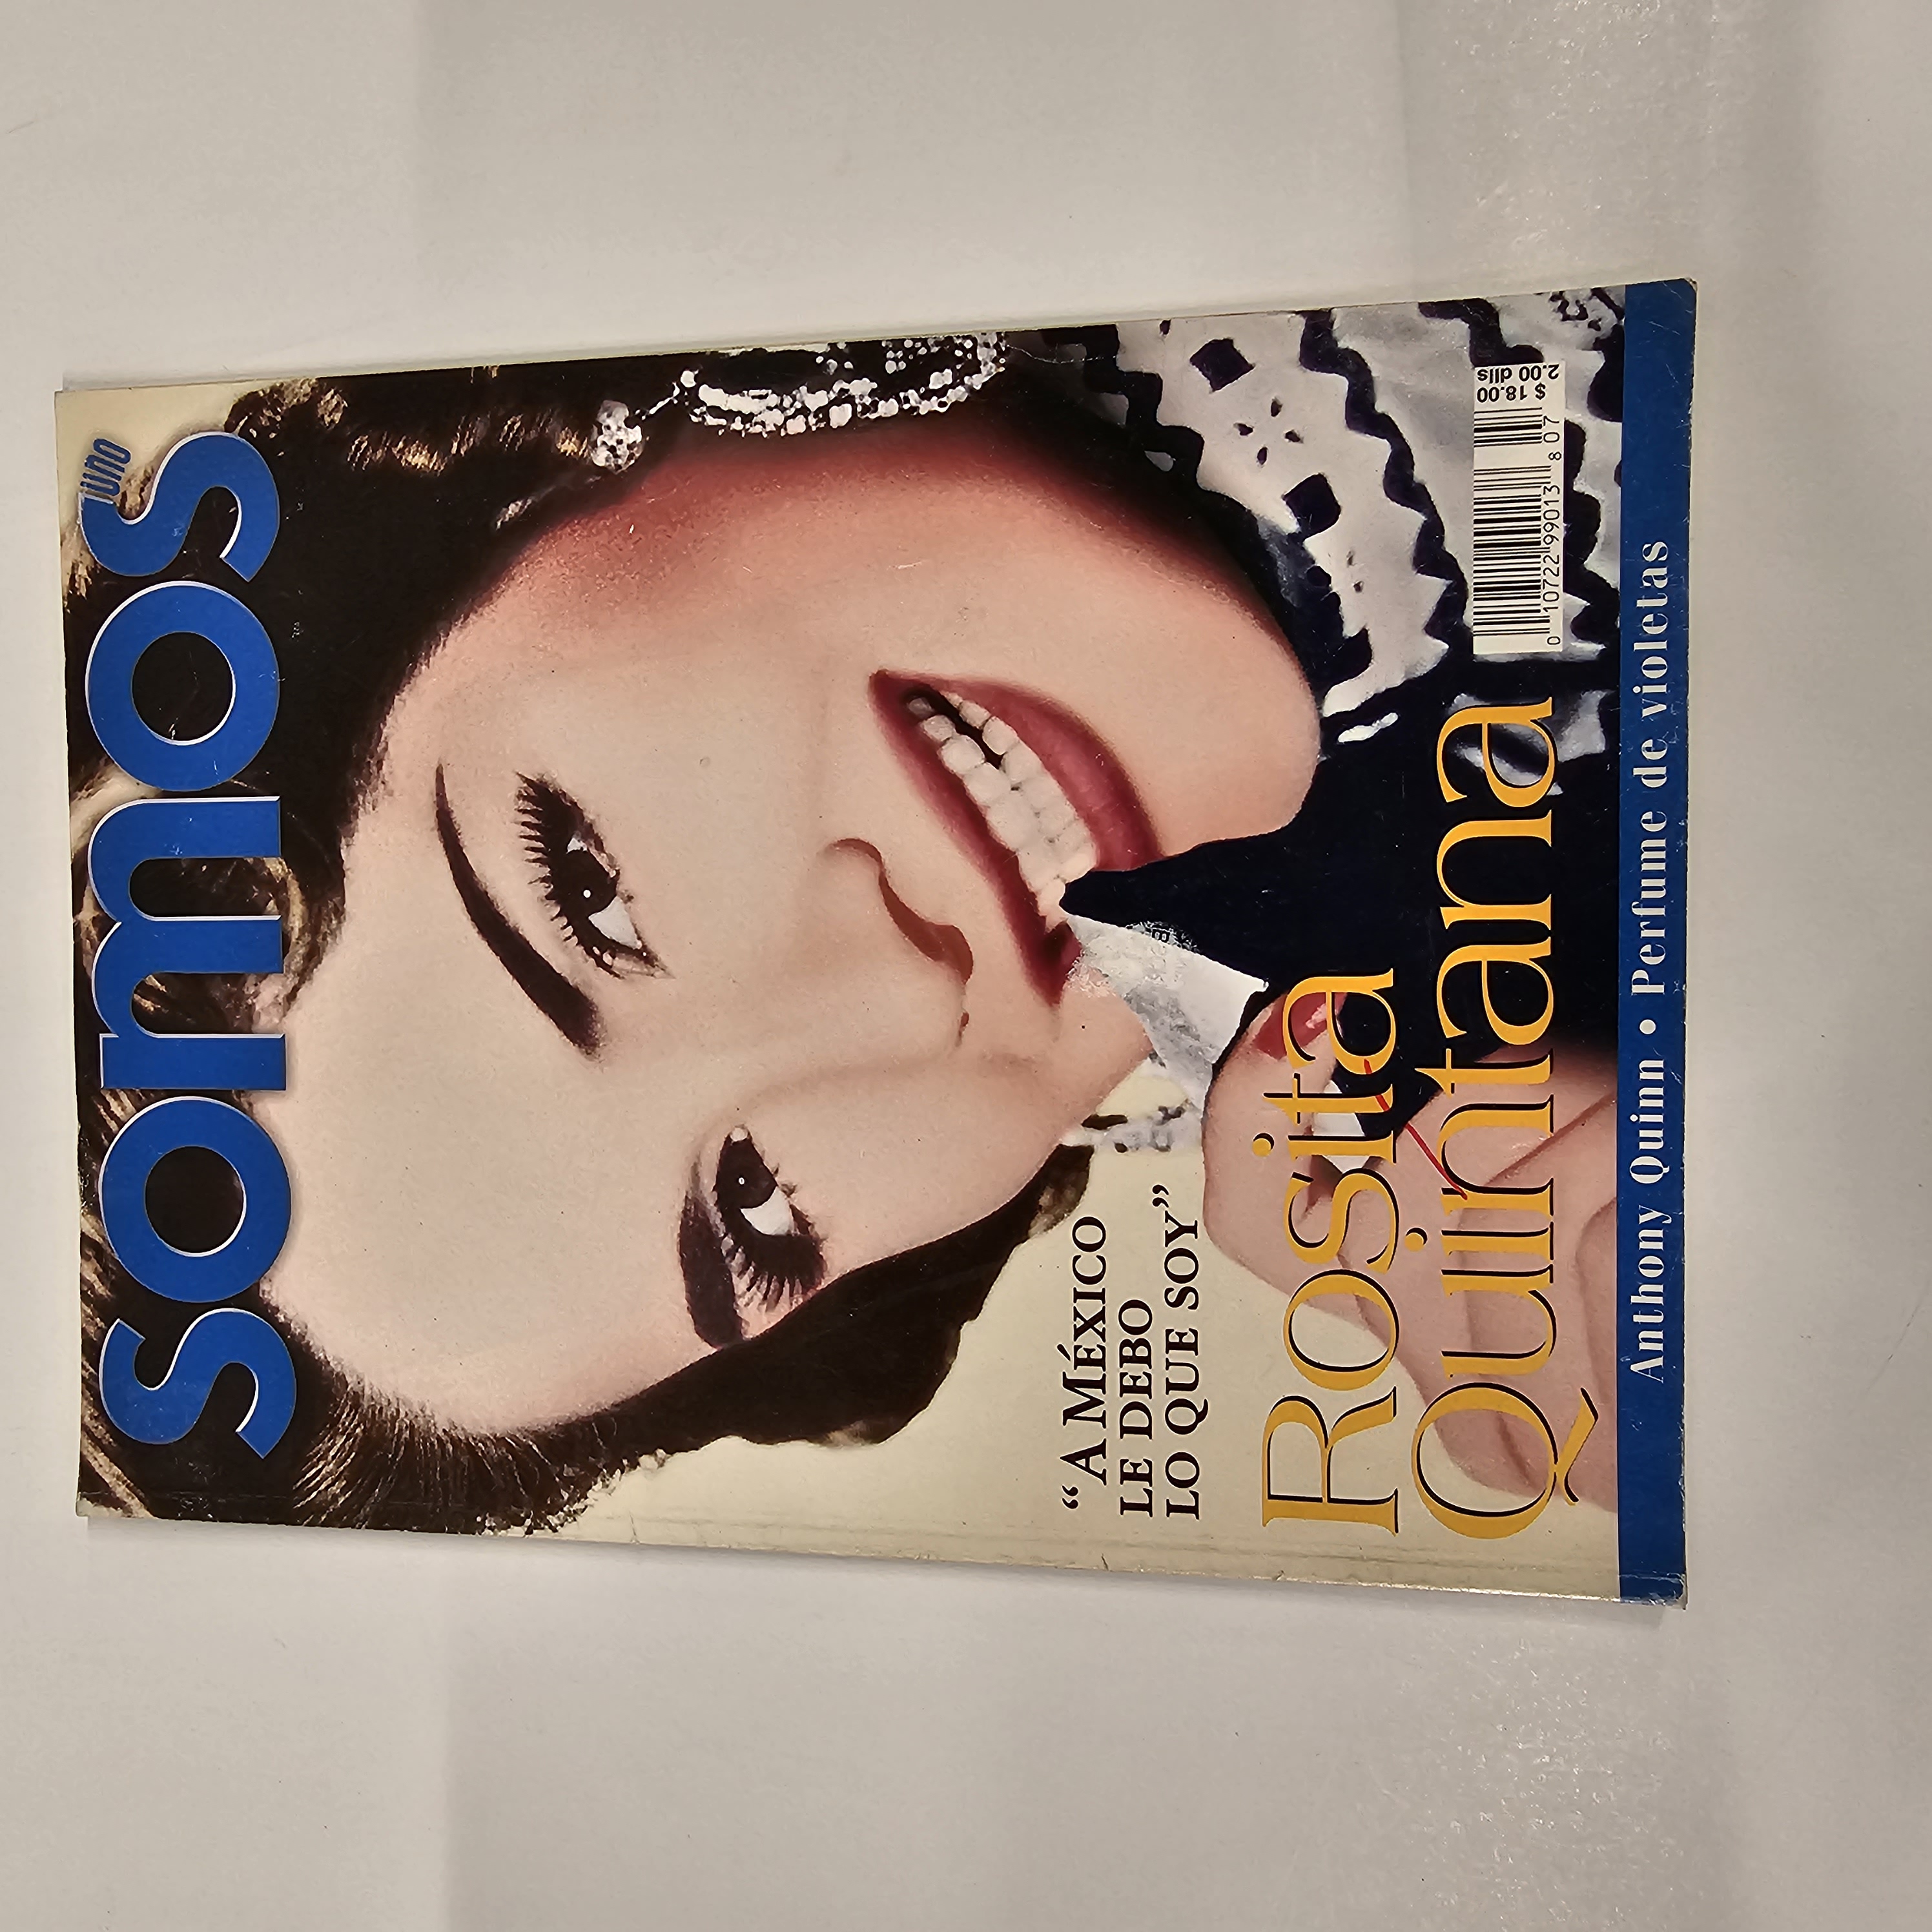 somos
uno
“A MÉXICO
LE DEBO
LO QUE SOY”
Rosita
Quintana
0 10722 99013 8 07
$ 18.00
2.00 dlls
Anthony Quinn • Perfume de violetas